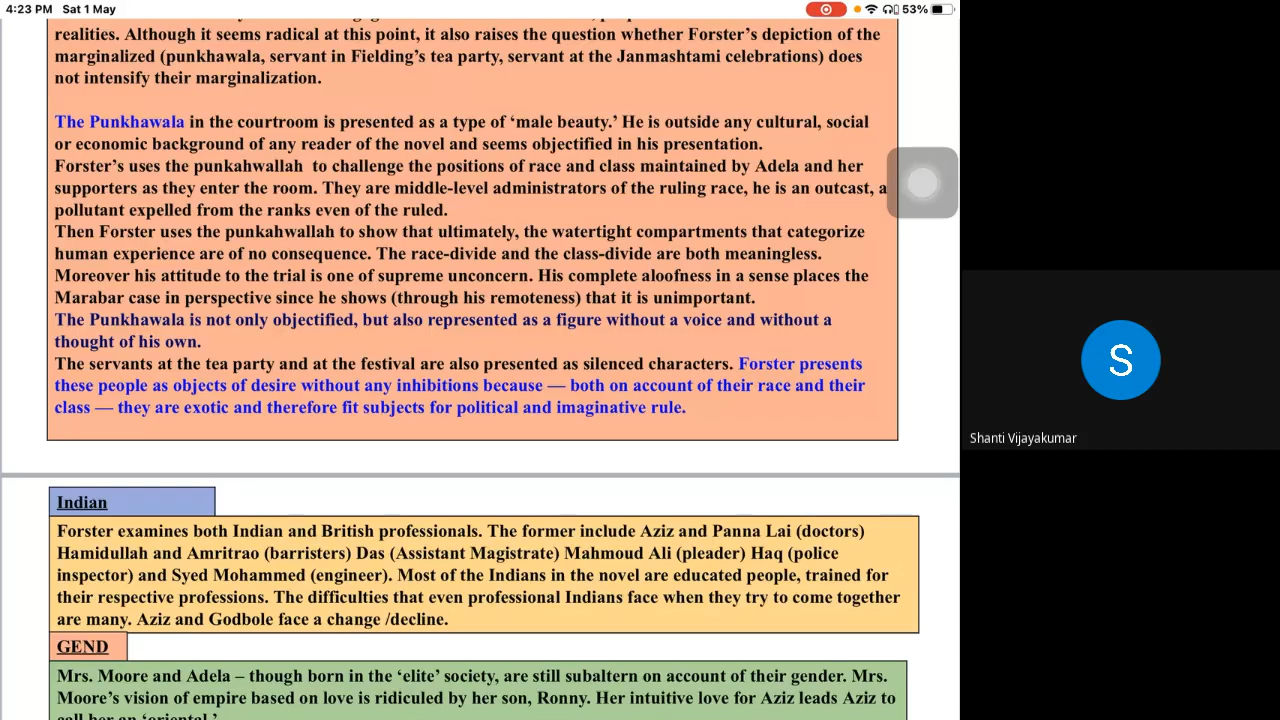 4:23 PM Sat 1 May
53%
realities. Although it seems radical at this point, it also raises the question whether Forster's depiction of the
marginalized (punkhawala, servant in Fielding's tea party, servant at the Janmashtami celebrations) does
not intensify their marginalization.
The Punkhawala in the courtroom is presented as a type of 'male beauty.' He is outside any cultural, social
or economic background of any reader of the novel and seems objectified in his presentation.
Forster's uses the punkahwallah to challenge the positions of race and class maintained by Adela and her
supporters as they enter the room. They are middle-level administrators of the ruling race, he is an outcast, a
pollutant expelled from the ranks even of the ruled.
Then Forster uses the punkahwallah to show that ultimately, the watertight compartments that categorize
human experience are of no consequence. The race-divide and the class-divide are both meaningless.
Moreover his attitude to the trial is one of supreme unconcern. His complete aloofness in a sense places the
Marabar case in perspective since he shows (through his remoteness) that it is unimportant.
The Punkhawala is not only objectified, but also represented as a figure without a voice and without a
thought of his own.
The servants at the tea party and at the festival are also presented as silenced characters. Forster presents
these people as objects of desire without any inhibitions because — both on account of their race and their
class — they are exotic and therefore fit subjects for political and imaginative rule.
S
Shanti Vijayakumar
Indian
Forster examines both Indian and British professionals. The former include Aziz and Panna Lai (doctors)
Hamidullah and Amritrao (barristers) Das (Assistant Magistrate) Mahmoud Ali (pleader) Haq (police
inspector) and Syed Mohammed (engineer). Most of the Indians in the novel are educated people, trained for
their respective professions. The difficulties that even professional Indians face when they try to come together
are many. Aziz and Godbole face a change /decline.
GEND
Mrs. Moore and Adela – though born in the 'elite' society, are still subaltern on account of their gender. Mrs.
Moore's vision of empire based on love is ridiculed by her son, Ronny. Her intuitive love for Aziz leads Aziz to
call her an 'oriental.'